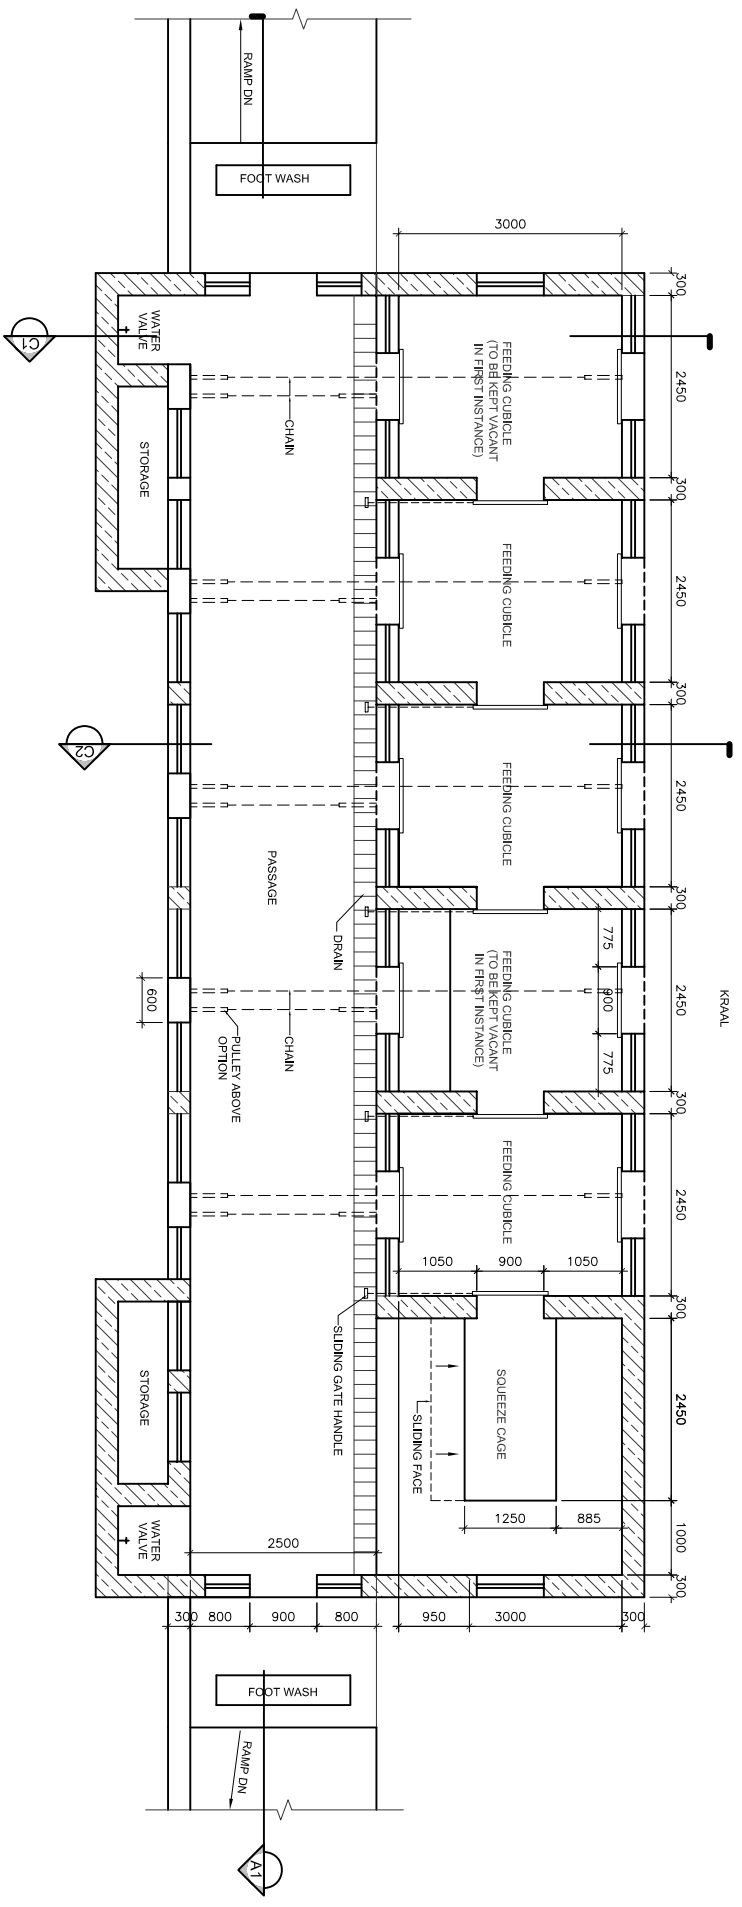 RAMP DN
FOOT WASH
3000
300
2450
300
2450
300
2450
300
2450
300
2450
300
2450
1000
300
WATER
VALVE
C1
STORAGE
CHAIN
FEEDING CUBICLE
(TO BE KEPT VACANT
IN FIRST INSTANCE)
FEEDING CUBICLE
C2
FEEDING CUBICLE
PASSAGE
DRAIN
FEEDING CUBICLE
(TO BE KEPT VACANT
IN FIRST INSTANCE)
775
900
775
KRAAL
600
CHAIN
PULLEY ABOVE
OPTION
FEEDING CUBICLE
1050
900
1050
SLIDING GATE HANDLE
SQUEEZE CAGE
SLIDING FACE
1250
885
STORAGE
WATER
VALVE
2500
300
800
900
800
950
3000
300
FOOT WASH
RAMP DN
A1